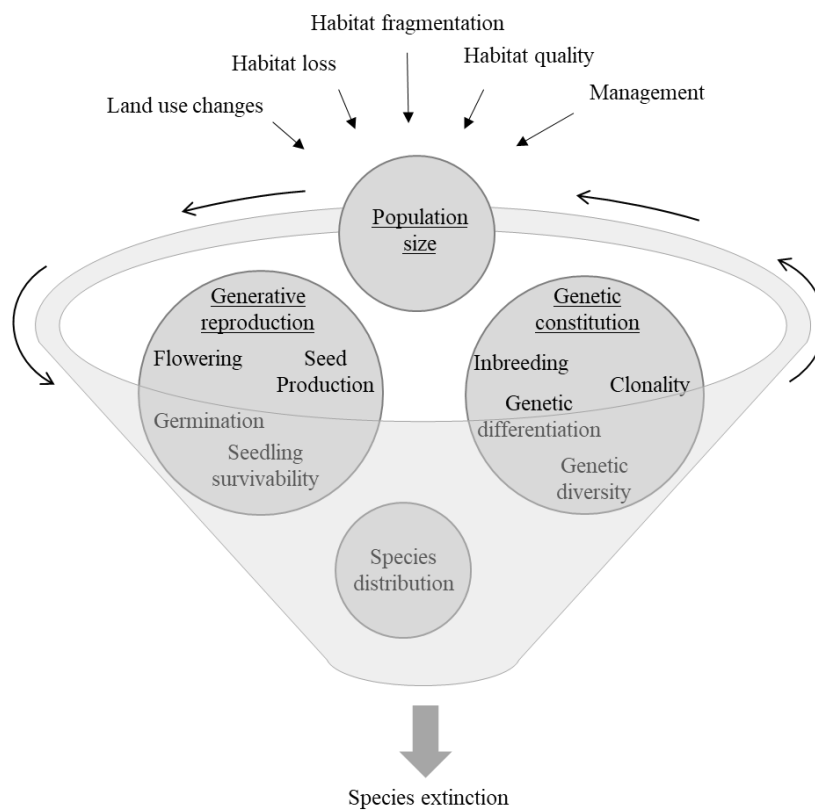 Habitat fragmentation
Habitat loss
Habitat quality
Land use changes
Management
Population
size
Generative
reproduction
Flowering
Seed
Production
Germination
Seedling
survivability
Genetic
constitution
Inbreeding
Clonality
Genetic
differentiation
Genetic
diversity
Species
distribution
Species extinction